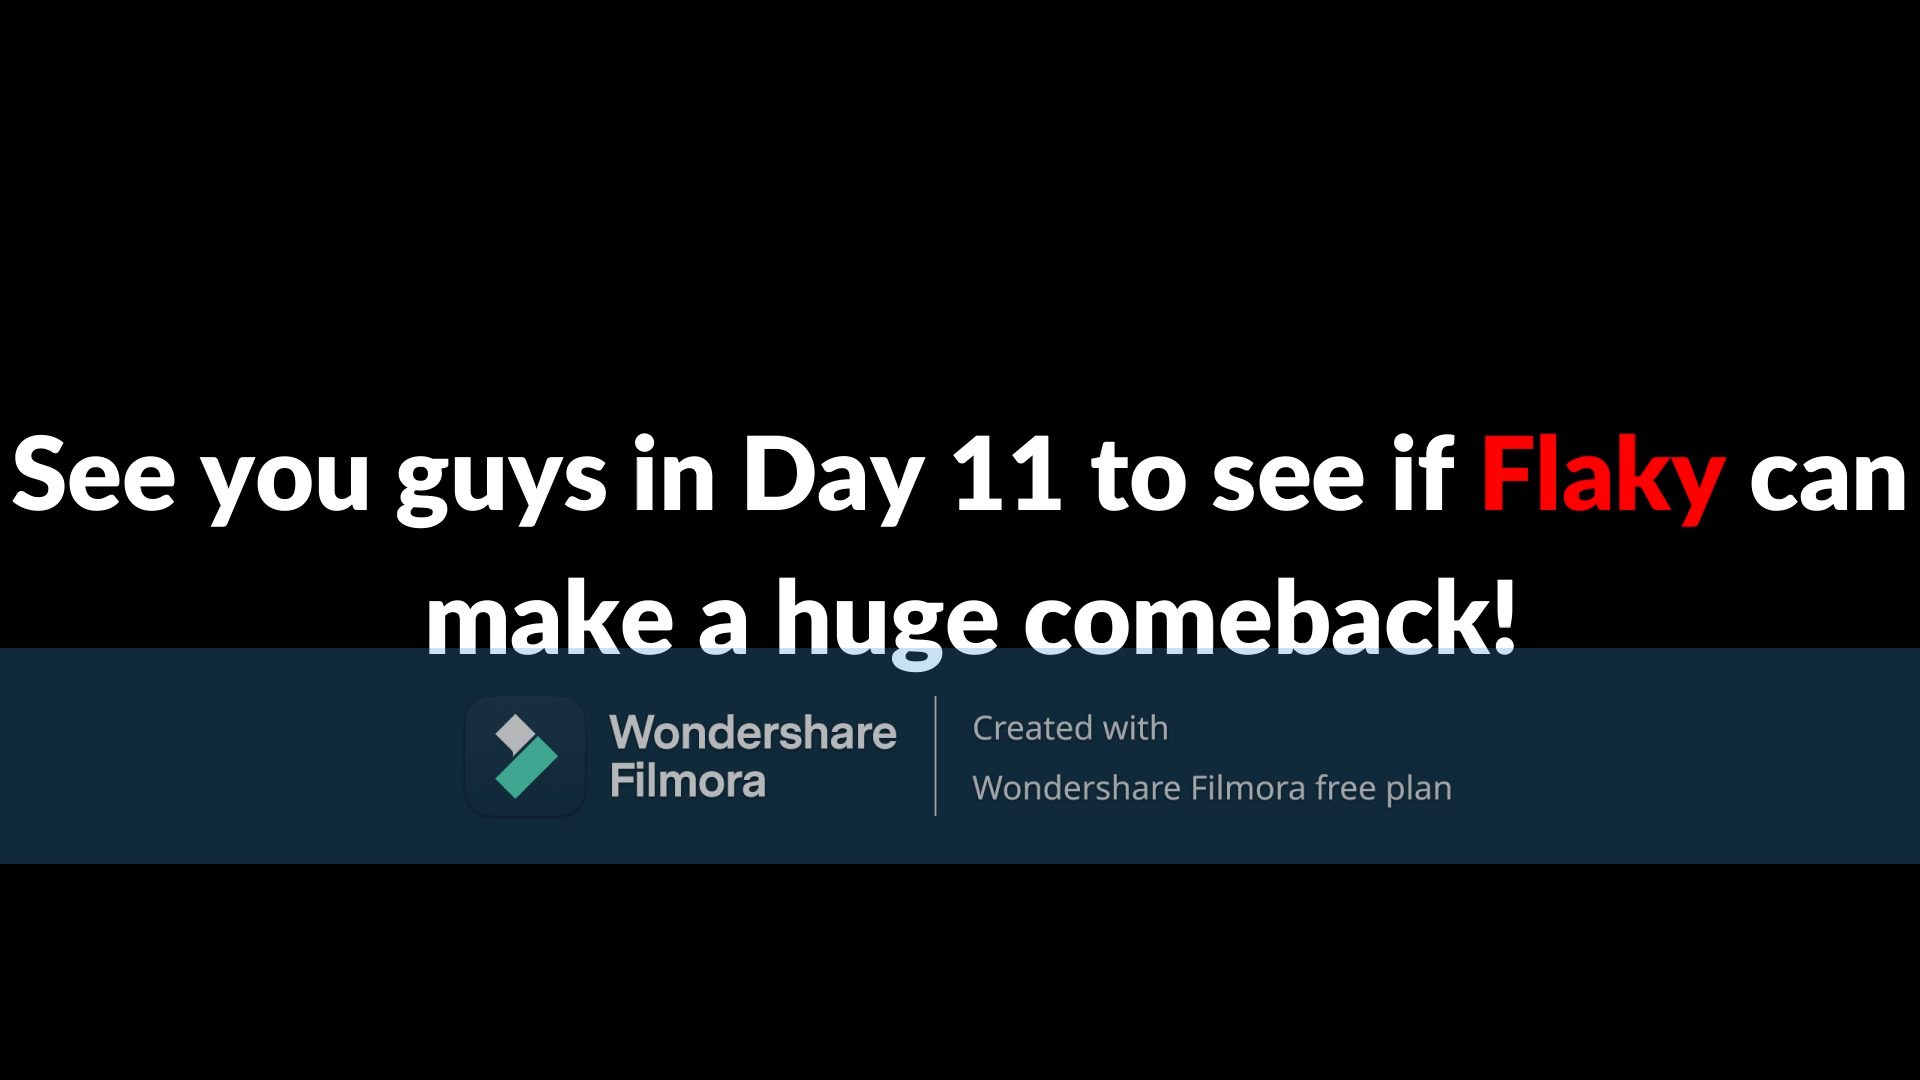 See you guys in Day 11 to see if Flaky can
make a huge comeback!
Wondershare
Filmora
Created with
Wondershare Filmora free plan